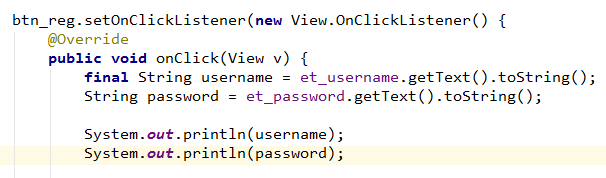 btn_reg.setOnClickListener(new View.OnClickListener() {
@Override
public void onClick(View v) {
final String username = et_username.getText().toString();
String password = et_password.getText().toString();
System.out.println(username);
System.out.println(password);